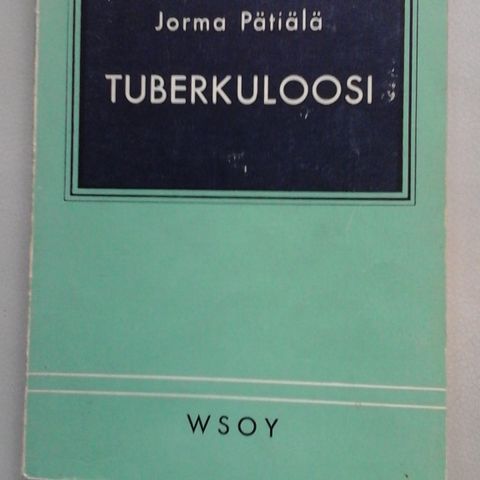 Jorma Pätiälä
TUBERKULOOSI
WSOY